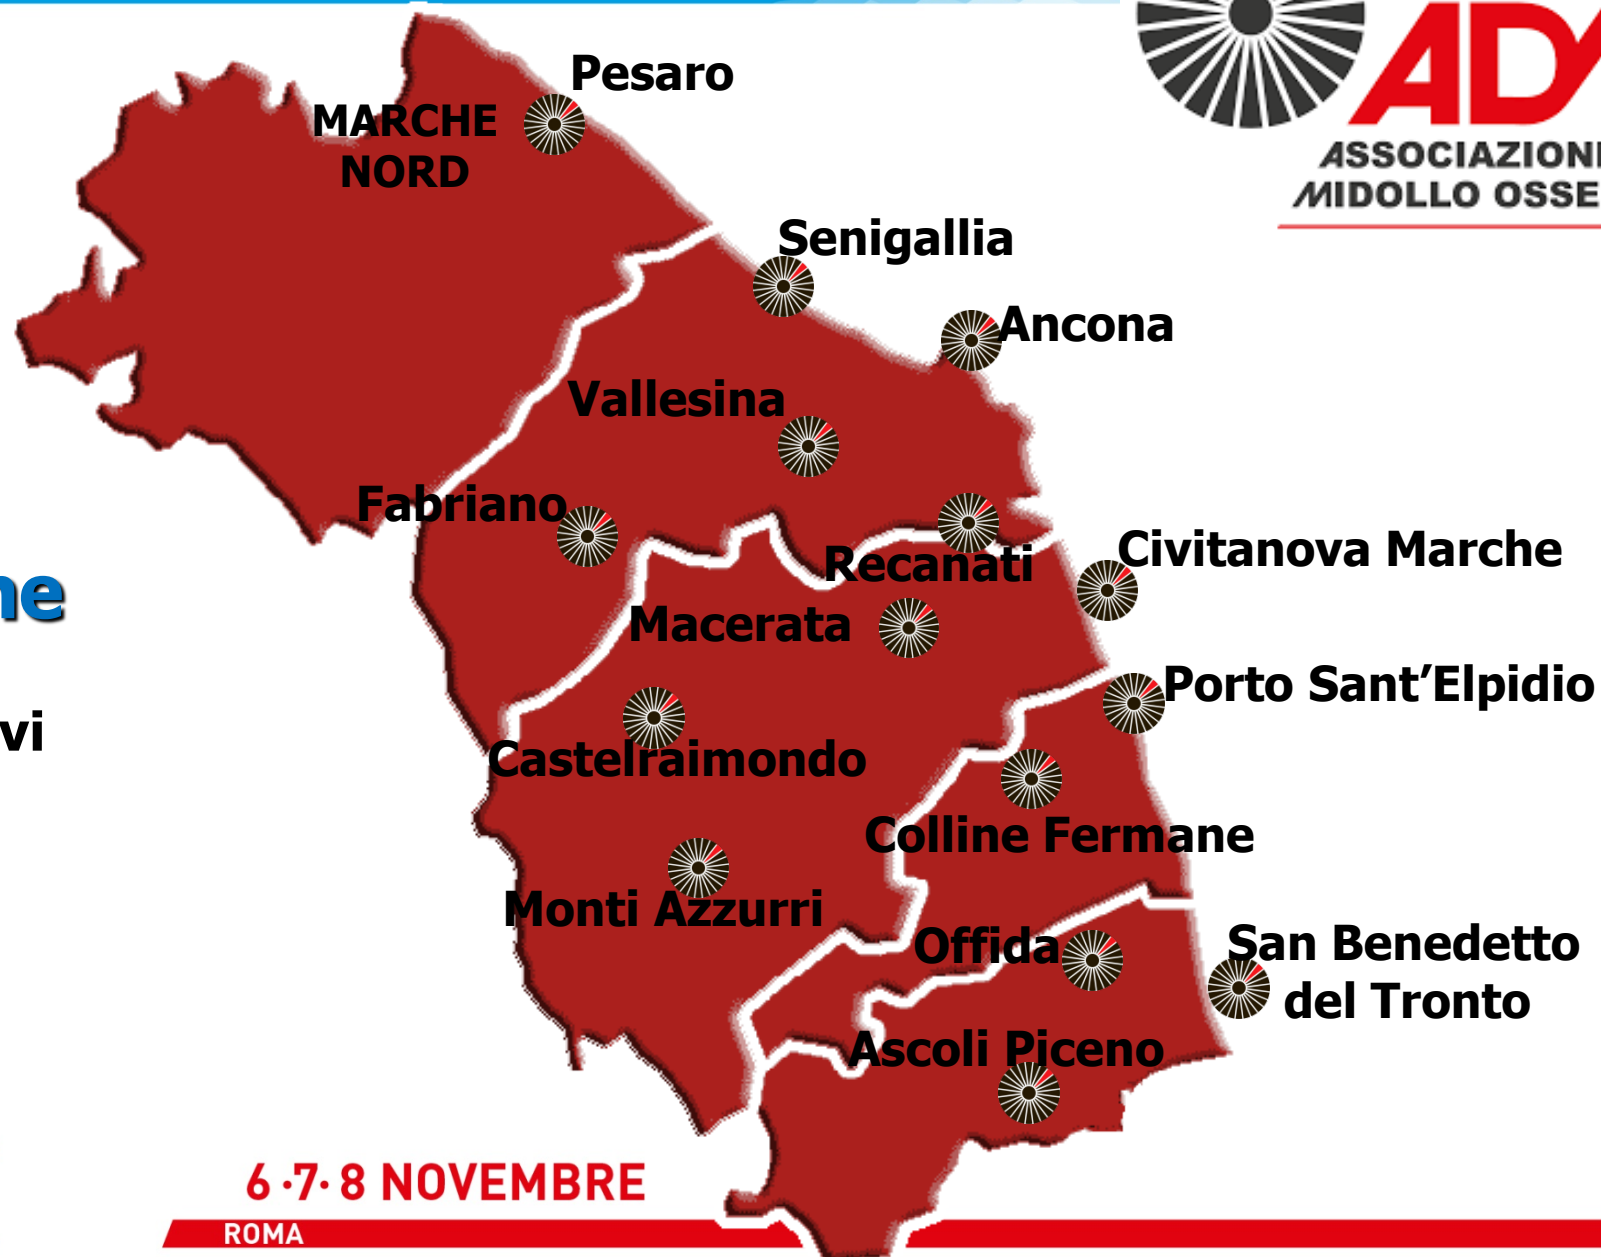 Pesaro
MARCHE
NORD
ASSOCIAZION
MIDOLLO OSSE
Senigallia
Ancona
Vallesina
Fabriano
Recanati
Civitanova Marche
Macerata
ne
Porto Sant’Elpidio
vi
Castelraimondo
Colline Fermane
Monti Azzurri
Offida
San Benedetto
del Tronto
Ascoli Piceno
6·7·8 NOVEMBRE
ROMA